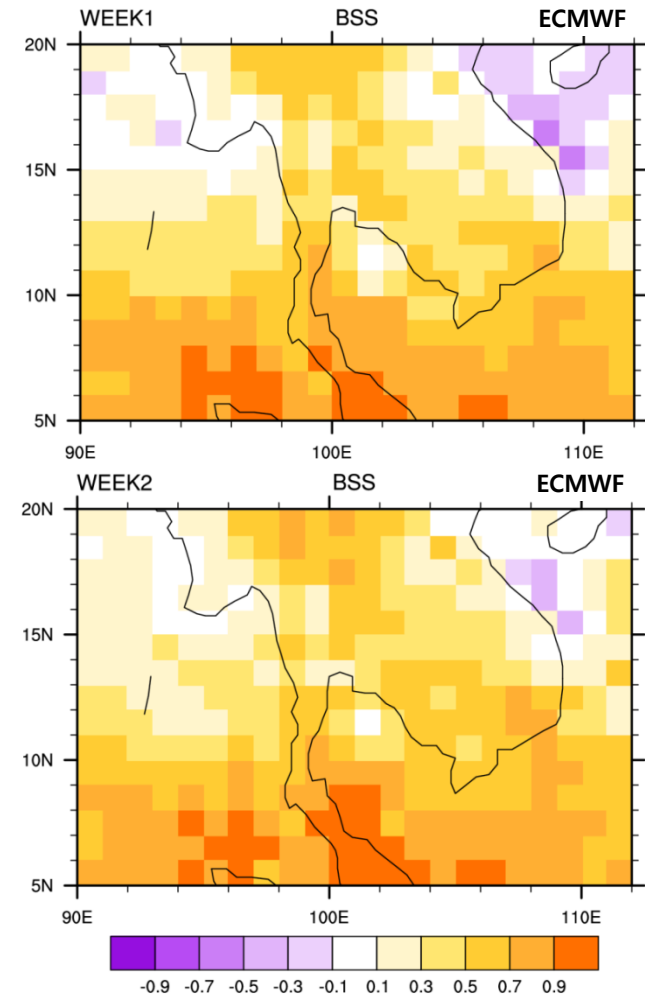 WEEK1 BSS ECMWF
20N
15N
10N
5N
90E 100E 110E
WEEK2 BSS ECMWF
20N
15N
10N
5N
90E 100E 110E
-0.9 -0.7 -0.5 -0.3 -0.1 0.1 0.3 0.5 0.7 0.9